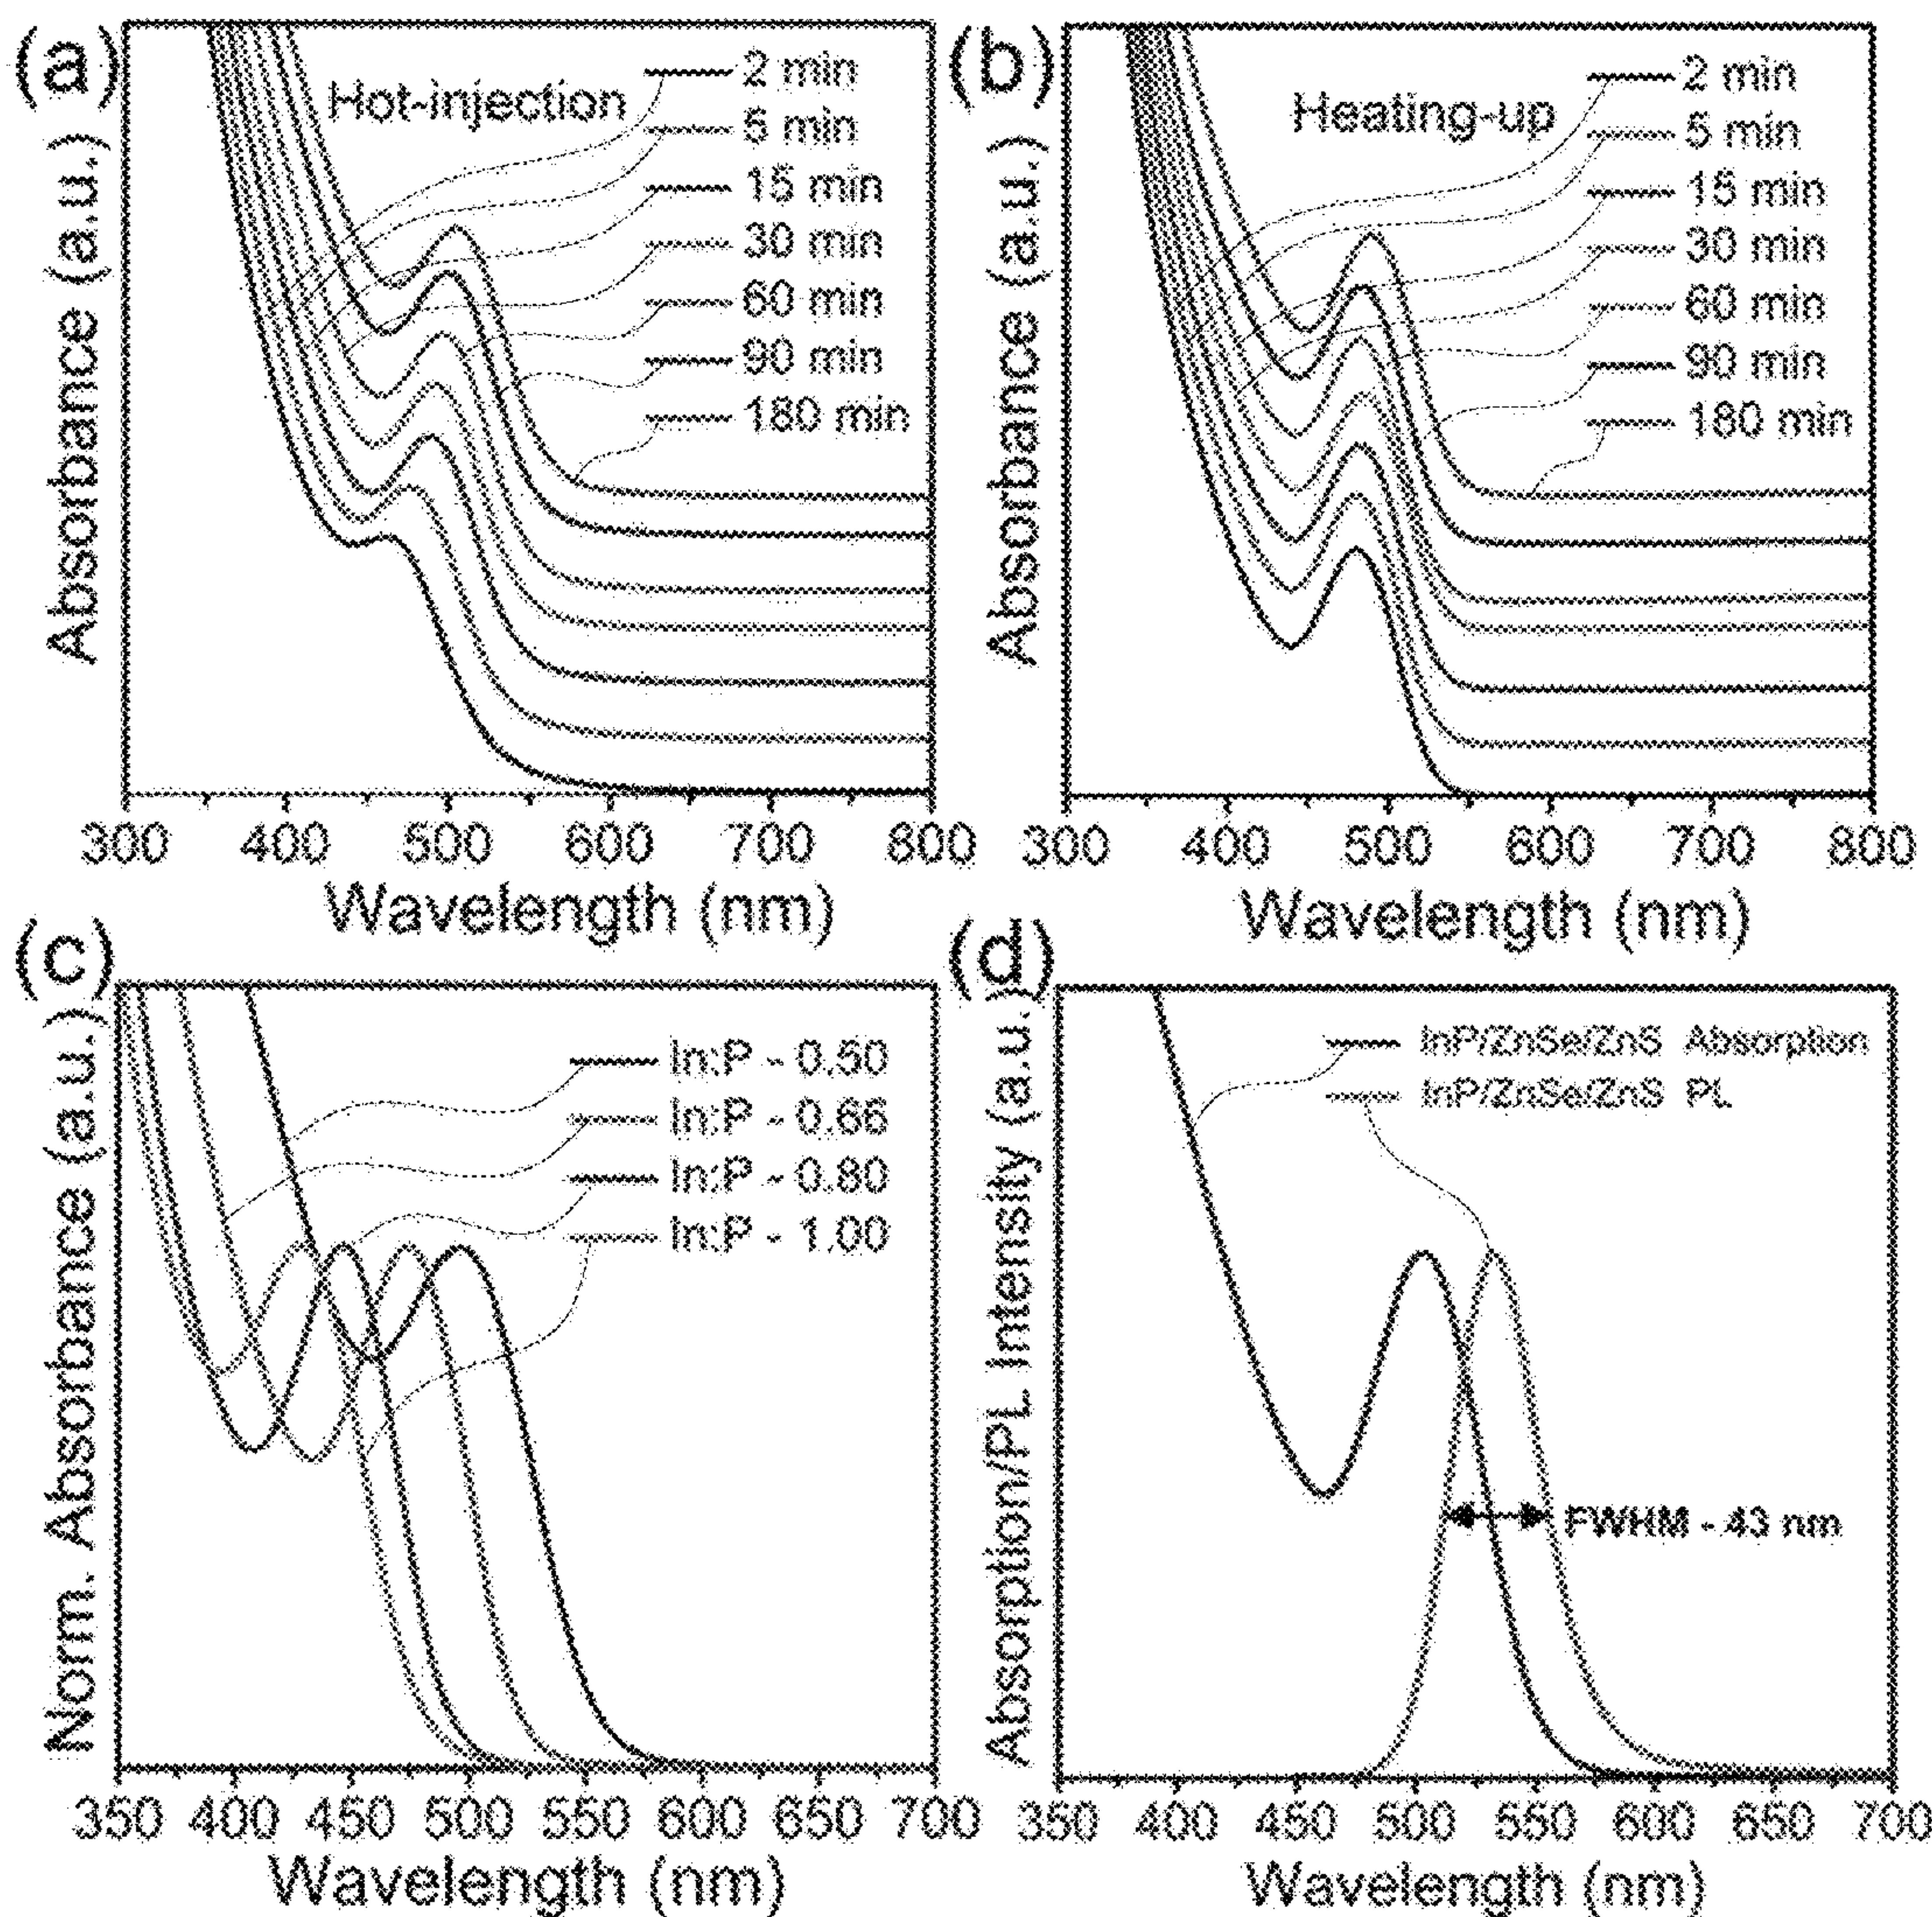 (a)
Absorbance (a.u.)
Hot-injection
2 min
5 min
15 min
30 min
60 min
90 min
180 min
300 400 500 600 700 800
Wavelength (nm)
(b)
Absorbance (a.u.)
Heating-up
2 min
5 min
15 min
30 min
60 min
90 min
180 min
300 400 500 600 700 800
Wavelength (nm)
(c)
Norm. Absorbance (a.u.)
In:P - 0.50
In:P - 0.66
In:P - 0.80
In:P - 1.00
350 400 450 500 550 600 650 700
Wavelength (nm)
(d)
Absorption/PL Intensity (a.u.)
InP/ZnSe/ZnS Absorption
InP/ZnSe/ZnS PL
FWHM - 43 nm
350 400 450 500 550 600 650 700
Wavelength (nm)